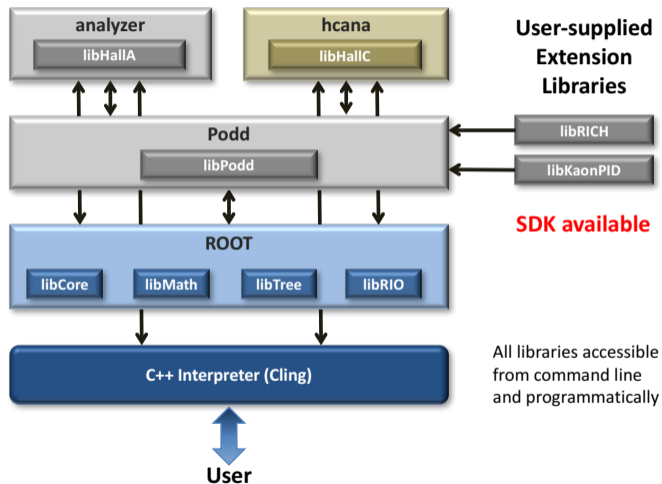 analyzer
libHallA
hcana
libHallC
User-supplied
Extension
Libraries
Podd
libPodd
libRICH
libKaonPID
SDK available
ROOT
libCore
libMath
libTree
libRIO
C++ Interpreter (Cling)
All libraries accessible
from command line
and programmatically
User